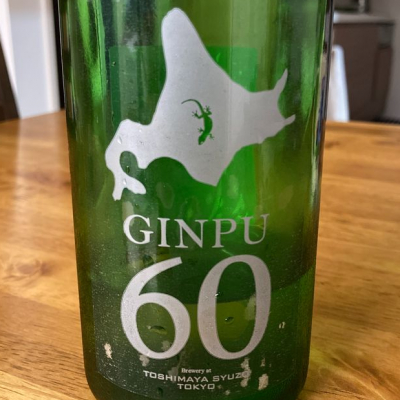 GINPU
60
Brewery at
TOSHIMAYA SYUZO
TOKYO